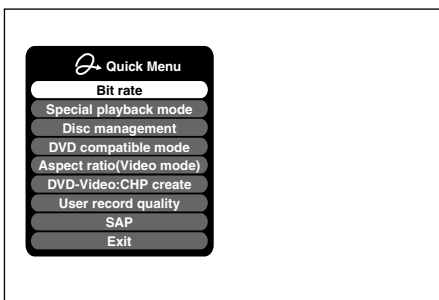 Quick Menu
Bit rate
Special playback mode
Disc management
DVD compatible mode
Aspect ratio(Video mode)
DVD-Video:CHP create
User record quality
SAP
Exit